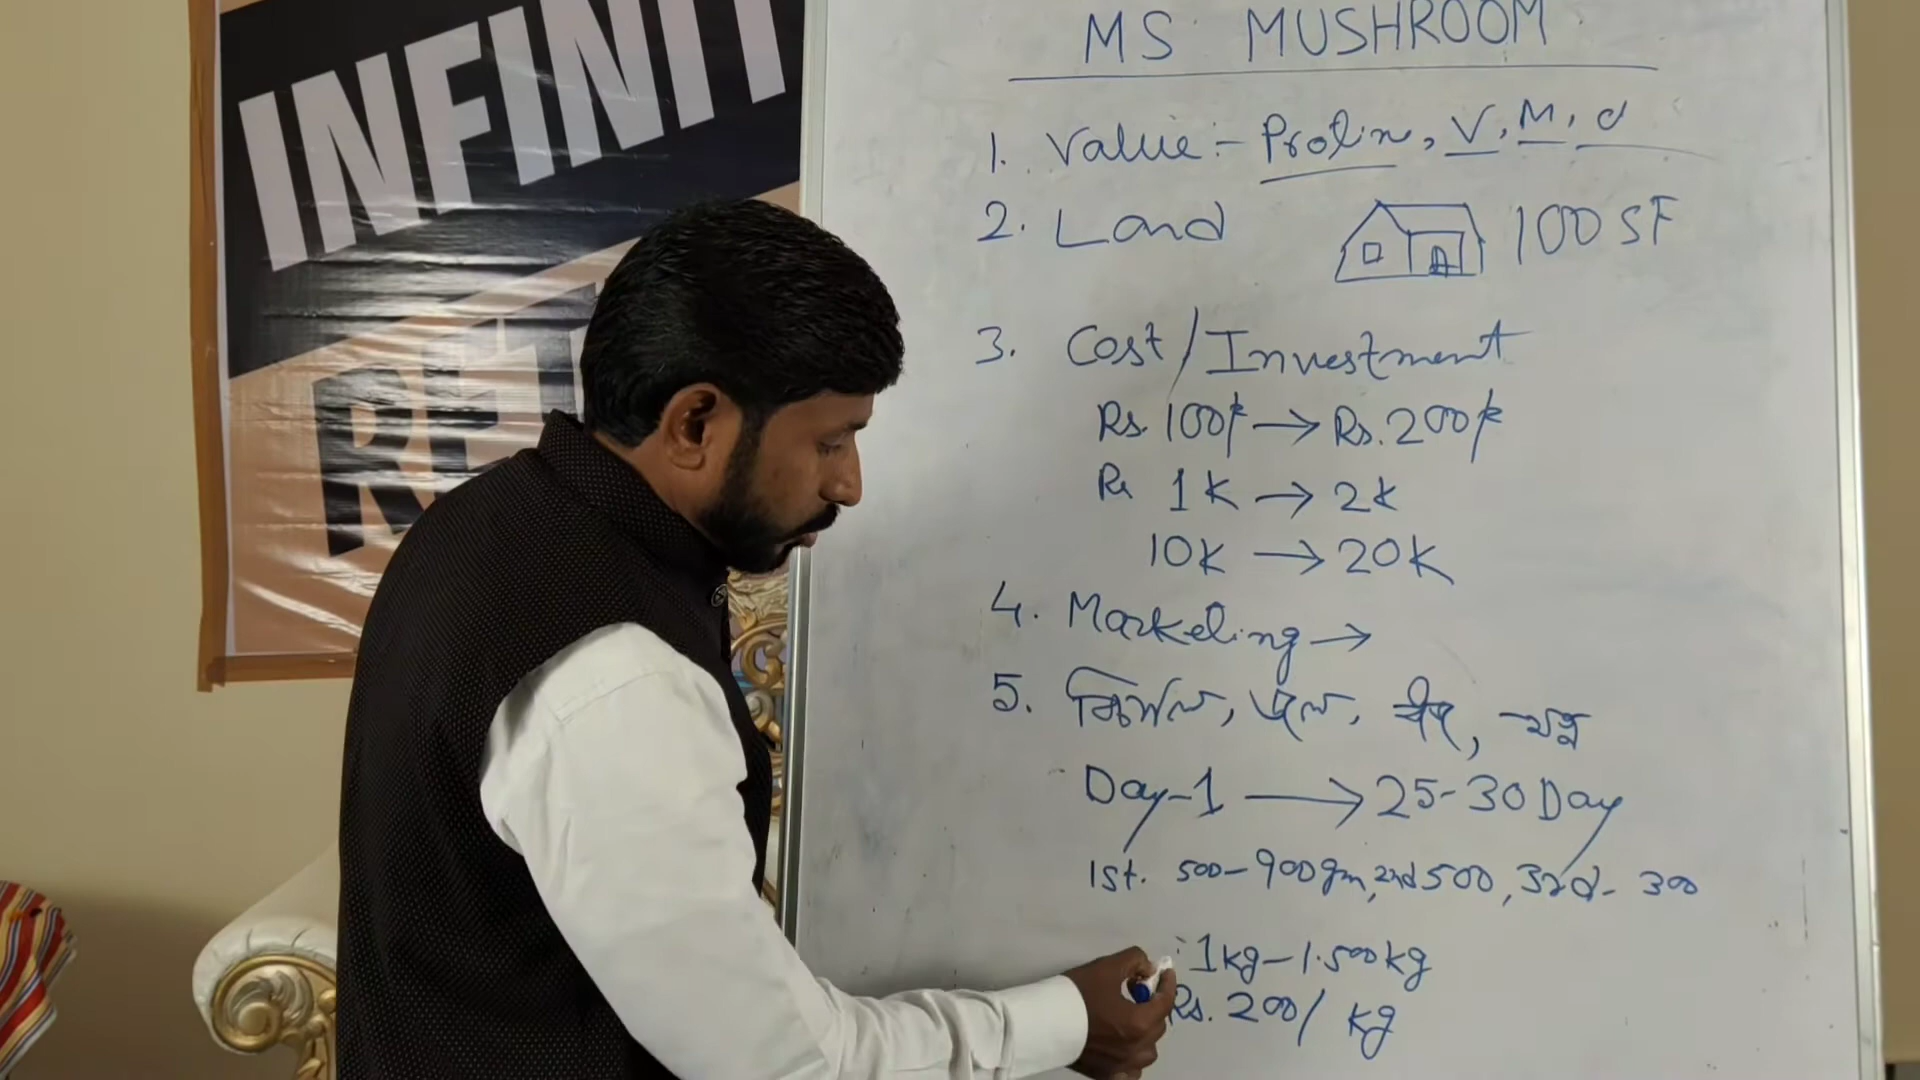 INFINIT
RET
MS MUSHROOM
1. Value :- Protin, V, M, d
2. Land 100 SF
3. Cost / Investment
Rs. 100/- → Rs. 200/-
Rs 1K → 2K
10K → 20K
4. Marketing →
5.
Day-1 → 25-30 Day
1st. 500-900gm, 2nd 500, 3rd- 300
1kg-1.500kg
Rs. 200/ kg